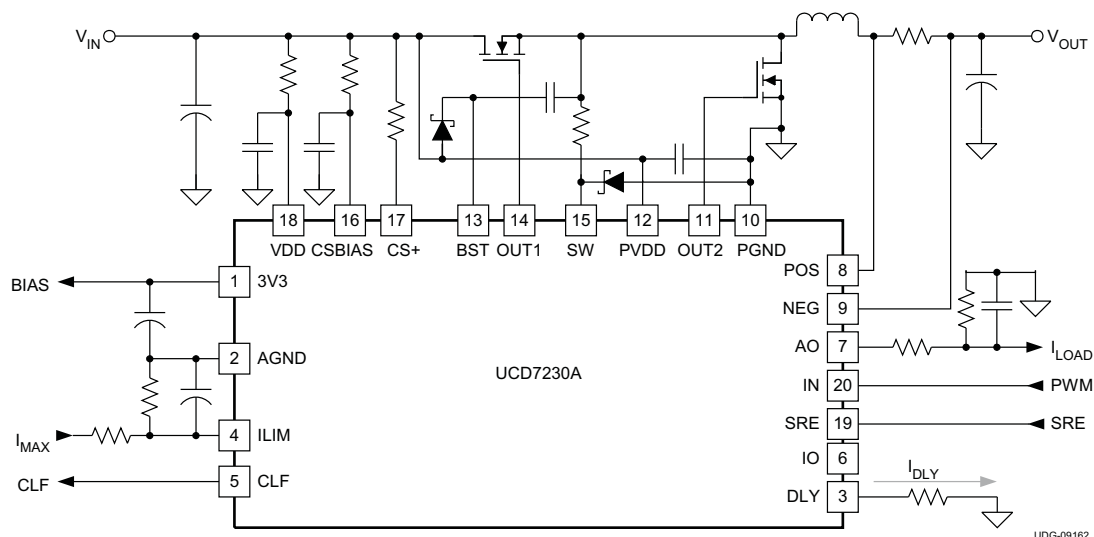 VIN
VOUT
18
16
17
13
14
15
12
11
10
VDD
CSBIAS
CS+
BST
OUT1
SW
PVDD
OUT2
PGND
BIAS
1
3V3
POS
8
NEG
9
2
AGND
UCD7230A
AO
7
ILOAD
IN
20
PWM
IMAX
4
ILIM
SRE
19
SRE
IO
6
CLF
5
CLF
IDLY
DLY
3
UDG-09162